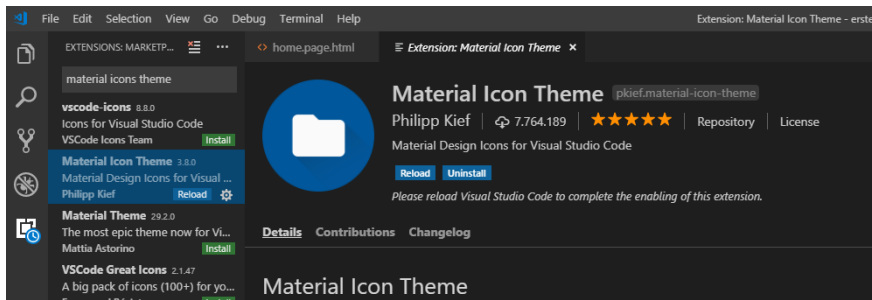 File Edit Selection View Go Debug Terminal Help
Extension: Material Icon Theme - erste
EXTENSIONS: MARKETP...
home.page.html
Extension: Material Icon Theme
material icons theme
vscode-icons 8.8.0
Icons for Visual Studio Code
VSCode Icons Team Install
Material Icon Theme 3.8.0
Material Design Icons for Visual ...
Philipp Kief Reload
Material Theme 29.2.0
The most epic theme now for Vi...
Mattia Astorino Install
VSCode Great Icons 2.1.47
A big pack of icons (100+) for yo...
Material Icon Theme pkief.material-icon-theme
Philipp Kief 7.764.189 Repository License
Material Design Icons for Visual Studio Code
Reload Uninstall
Please reload Visual Studio Code to complete the enabling of this extension.
Details Contributions Changelog
Material Icon Theme